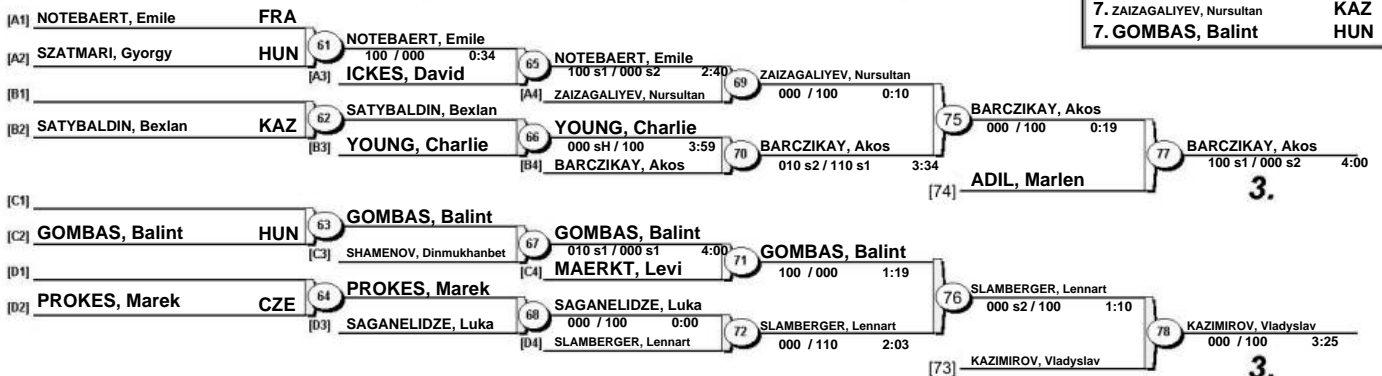 7. ZAIZAGALIYEV, Nursultan KAZ
7. GOMBAS, Balint HUN
[A1] NOTEBAERT, Emile FRA
[A2] SZATMARI, Gyorgy HUN
61
NOTEBAERT, Emile
100 / 000 0:34
[A3] ICKES, David
65
NOTEBAERT, Emile
100 s1 / 000 s2 2:40
[A4] ZAIZAGALIYEV, Nursultan
69
ZAIZAGALIYEV, Nursultan
000 / 100 0:10
[B1]
[B2] SATYBALDIN, Bexlan KAZ
62
SATYBALDIN, Bexlan
[B3] YOUNG, Charlie
66
YOUNG, Charlie
000 sH / 100 3:59
[B4] BARCZIKAY, Akos
70
BARCZIKAY, Akos
010 s2 / 110 s1 3:34
75
BARCZIKAY, Akos
000 / 100 0:19
[74] ADIL, Marlen
77
BARCZIKAY, Akos
100 s1 / 000 s2 4:00
3.
[C1]
[C2] GOMBAS, Balint HUN
63
GOMBAS, Balint
[C3] SHAMENOV, Dinmukhanbet
67
GOMBAS, Balint
010 s1 / 000 s1 4:00
[C4] MAERKT, Levi
71
GOMBAS, Balint
100 / 000 1:19
[D1]
[D2] PROKES, Marek CZE
64
PROKES, Marek
[D3] SAGANELIDZE, Luka
68
SAGANELIDZE, Luka
000 / 100 0:00
[D4] SLAMBERGER, Lennart
72
SLAMBERGER, Lennart
000 / 110 2:03
76
SLAMBERGER, Lennart
000 s2 / 100 1:10
[73] KAZIMIROV, Vladyslav
78
KAZIMIROV, Vladyslav
000 / 100 3:25
3.